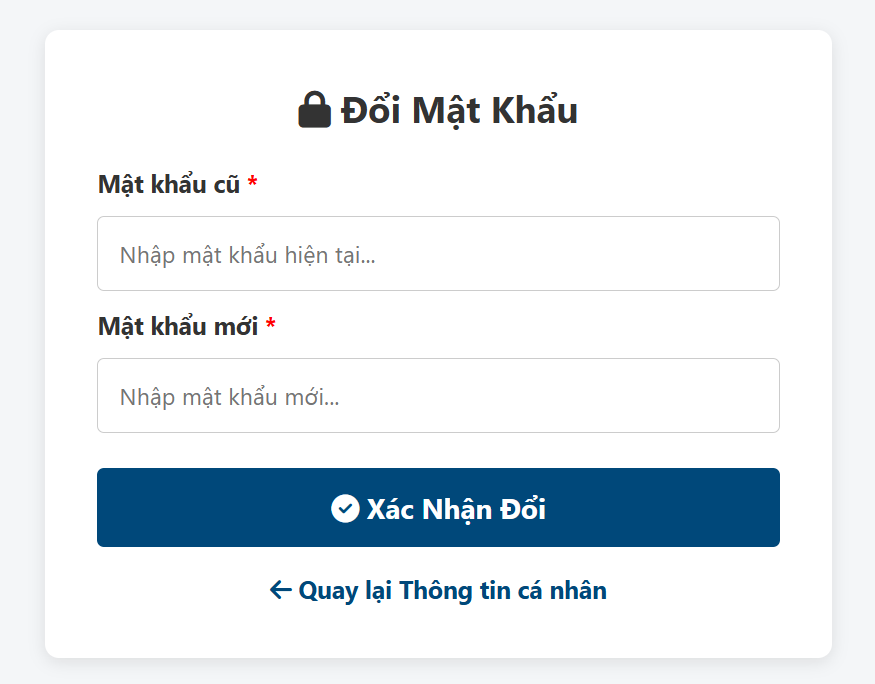 Đổi Mật Khẩu
Mật khẩu cũ *
Nhập mật khẩu hiện tại...
Mật khẩu mới *
Nhập mật khẩu mới...
Xác Nhận Đổi
Quay lại Thông tin cá nhân